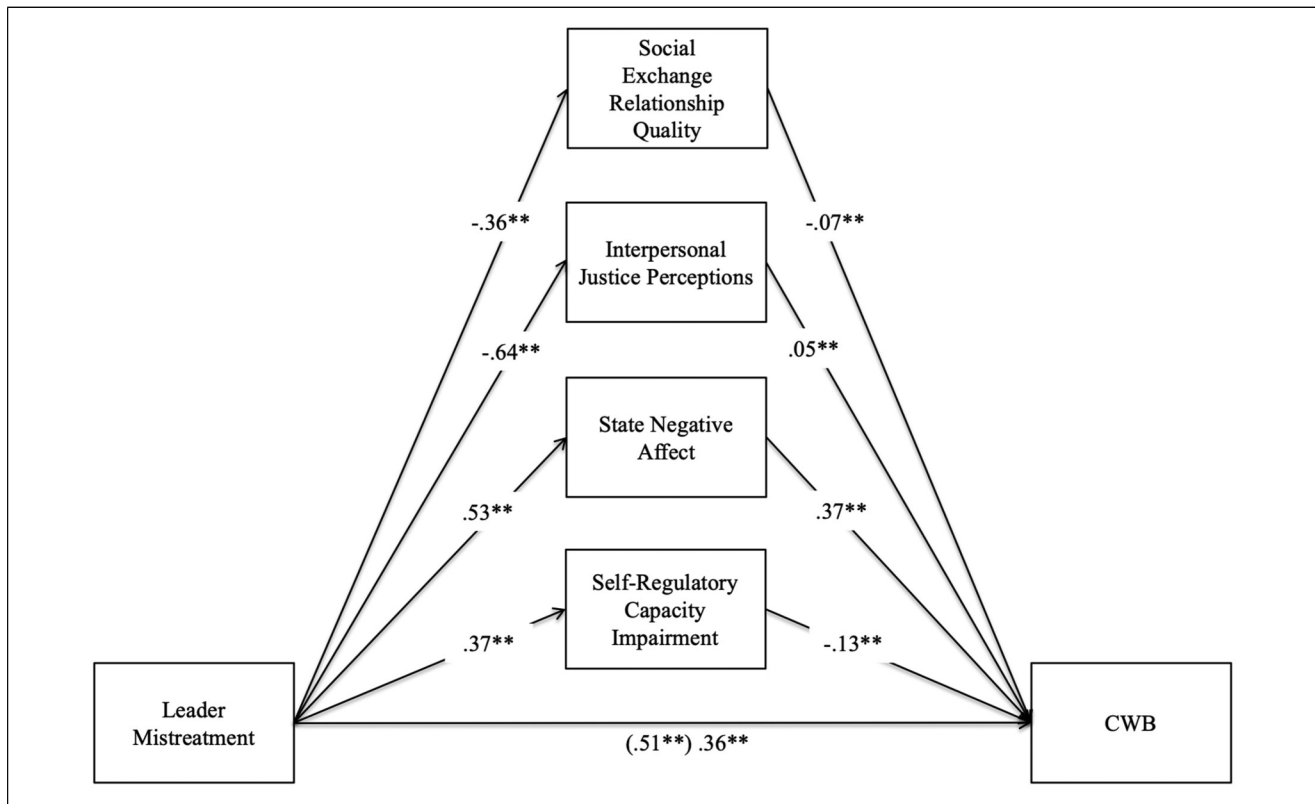 Social
Exchange
Relationship
Quality
-.36**
-.07**
Interpersonal
Justice Perceptions
-.64**
.05**
State Negative
Affect
.53**
.37**
Self-Regulatory
Capacity
Impairment
.37**
-.13**
Leader
Mistreatment
CWB
(.51**) .36**